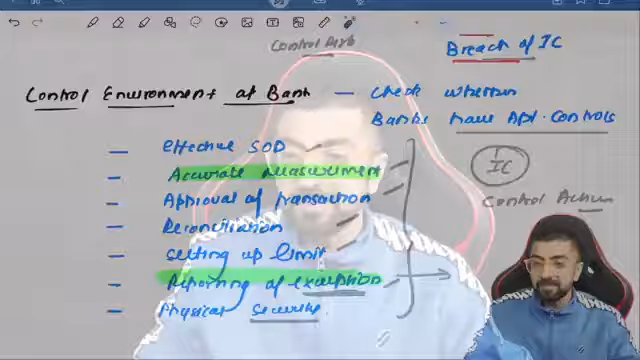 Control Risk
Breach of IC
Control Environment at Bank — Check whether
Banks have Apt. Controls
— Effective SOD
— Accurate measurement
— Approval of transaction
— Reconciliation
— Setting up limit
— Reporting of exception
— Physical Security
IC
Control Action